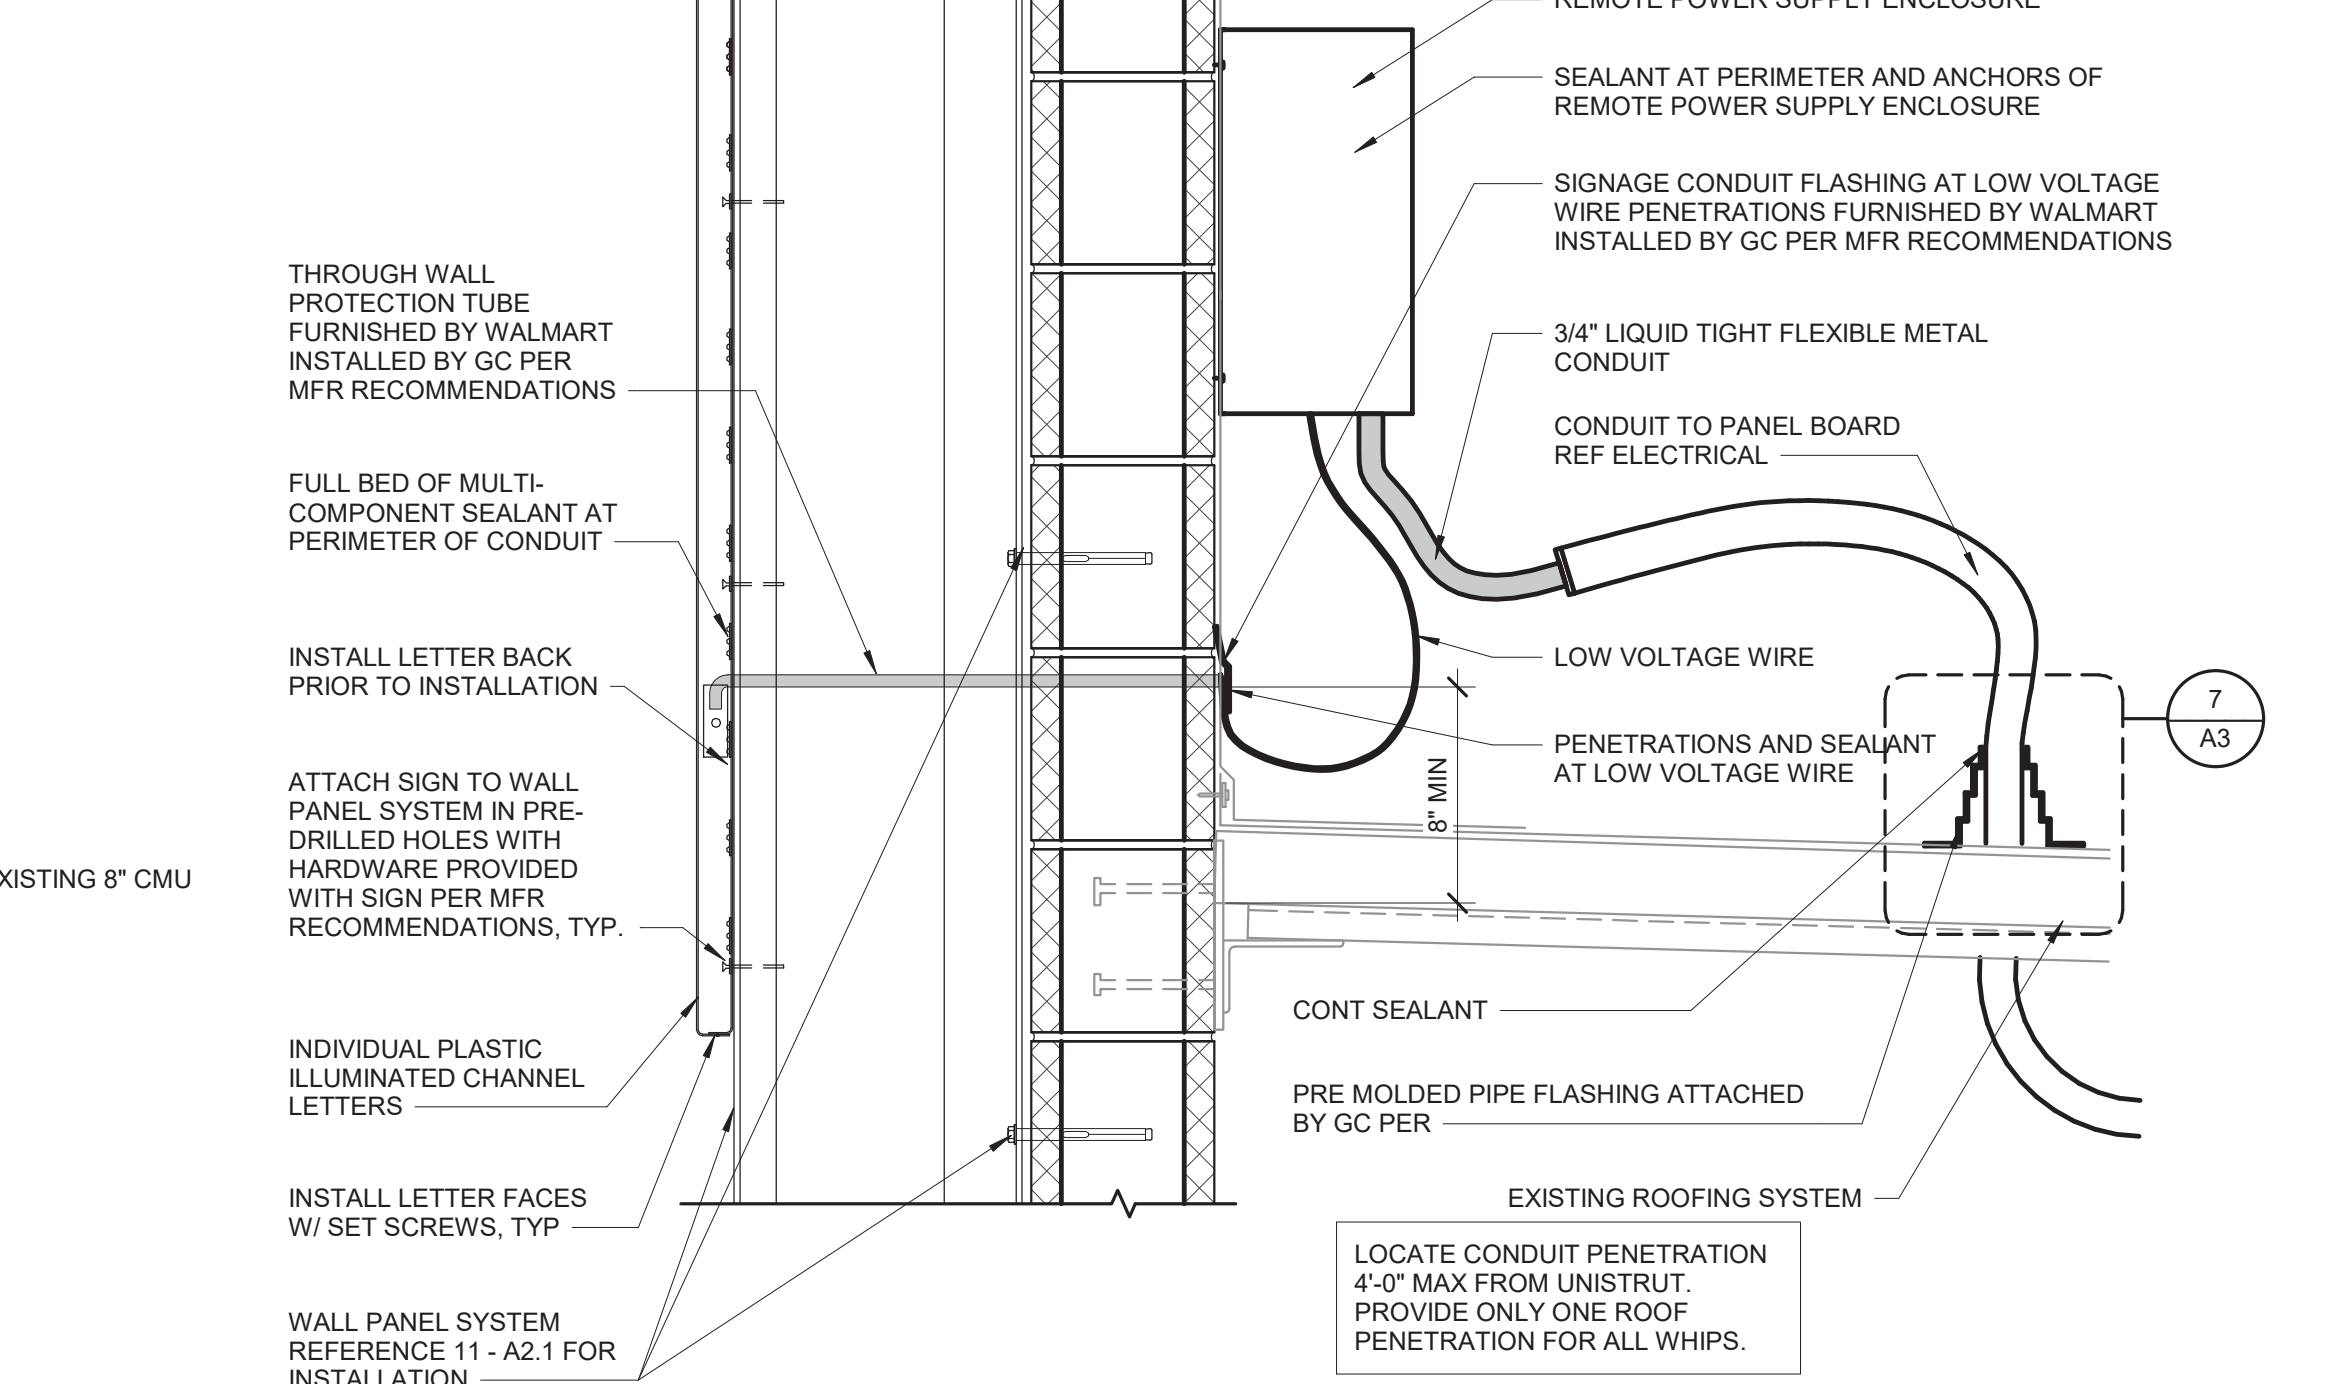 REMOTE POWER SUPPLY ENCLOSURE
SEALANT AT PERIMETER AND ANCHORS OF
REMOTE POWER SUPPLY ENCLOSURE
SIGNAGE CONDUIT FLASHING AT LOW VOLTAGE
WIRE PENETRATIONS FURNISHED BY WALMART
INSTALLED BY GC PER MFR RECOMMENDATIONS
3/4" LIQUID TIGHT FLEXIBLE METAL
CONDUIT
CONDUIT TO PANEL BOARD
REF ELECTRICAL
LOW VOLTAGE WIRE
PENETRATIONS AND SEALANT
AT LOW VOLTAGE WIRE
8" MIN
7
A3
THROUGH WALL
PROTECTION TUBE
FURNISHED BY WALMART
INSTALLED BY GC PER
MFR RECOMMENDATIONS
FULL BED OF MULTI-
COMPONENT SEALANT AT
PERIMETER OF CONDUIT
INSTALL LETTER BACK
PRIOR TO INSTALLATION
ATTACH SIGN TO WALL
PANEL SYSTEM IN PRE-
DRILLED HOLES WITH
HARDWARE PROVIDED
WITH SIGN PER MFR
RECOMMENDATIONS, TYP.
XISTING 8" CMU
INDIVIDUAL PLASTIC
ILLUMINATED CHANNEL
LETTERS
INSTALL LETTER FACES
W/ SET SCREWS, TYP
WALL PANEL SYSTEM
REFERENCE 11 - A2.1 FOR
INSTALLATION
CONT SEALANT
PRE MOLDED PIPE FLASHING ATTACHED
BY GC PER
EXISTING ROOFING SYSTEM
LOCATE CONDUIT PENETRATION
4'-0" MAX FROM UNISTRUT.
PROVIDE ONLY ONE ROOF
PENETRATION FOR ALL WHIPS.